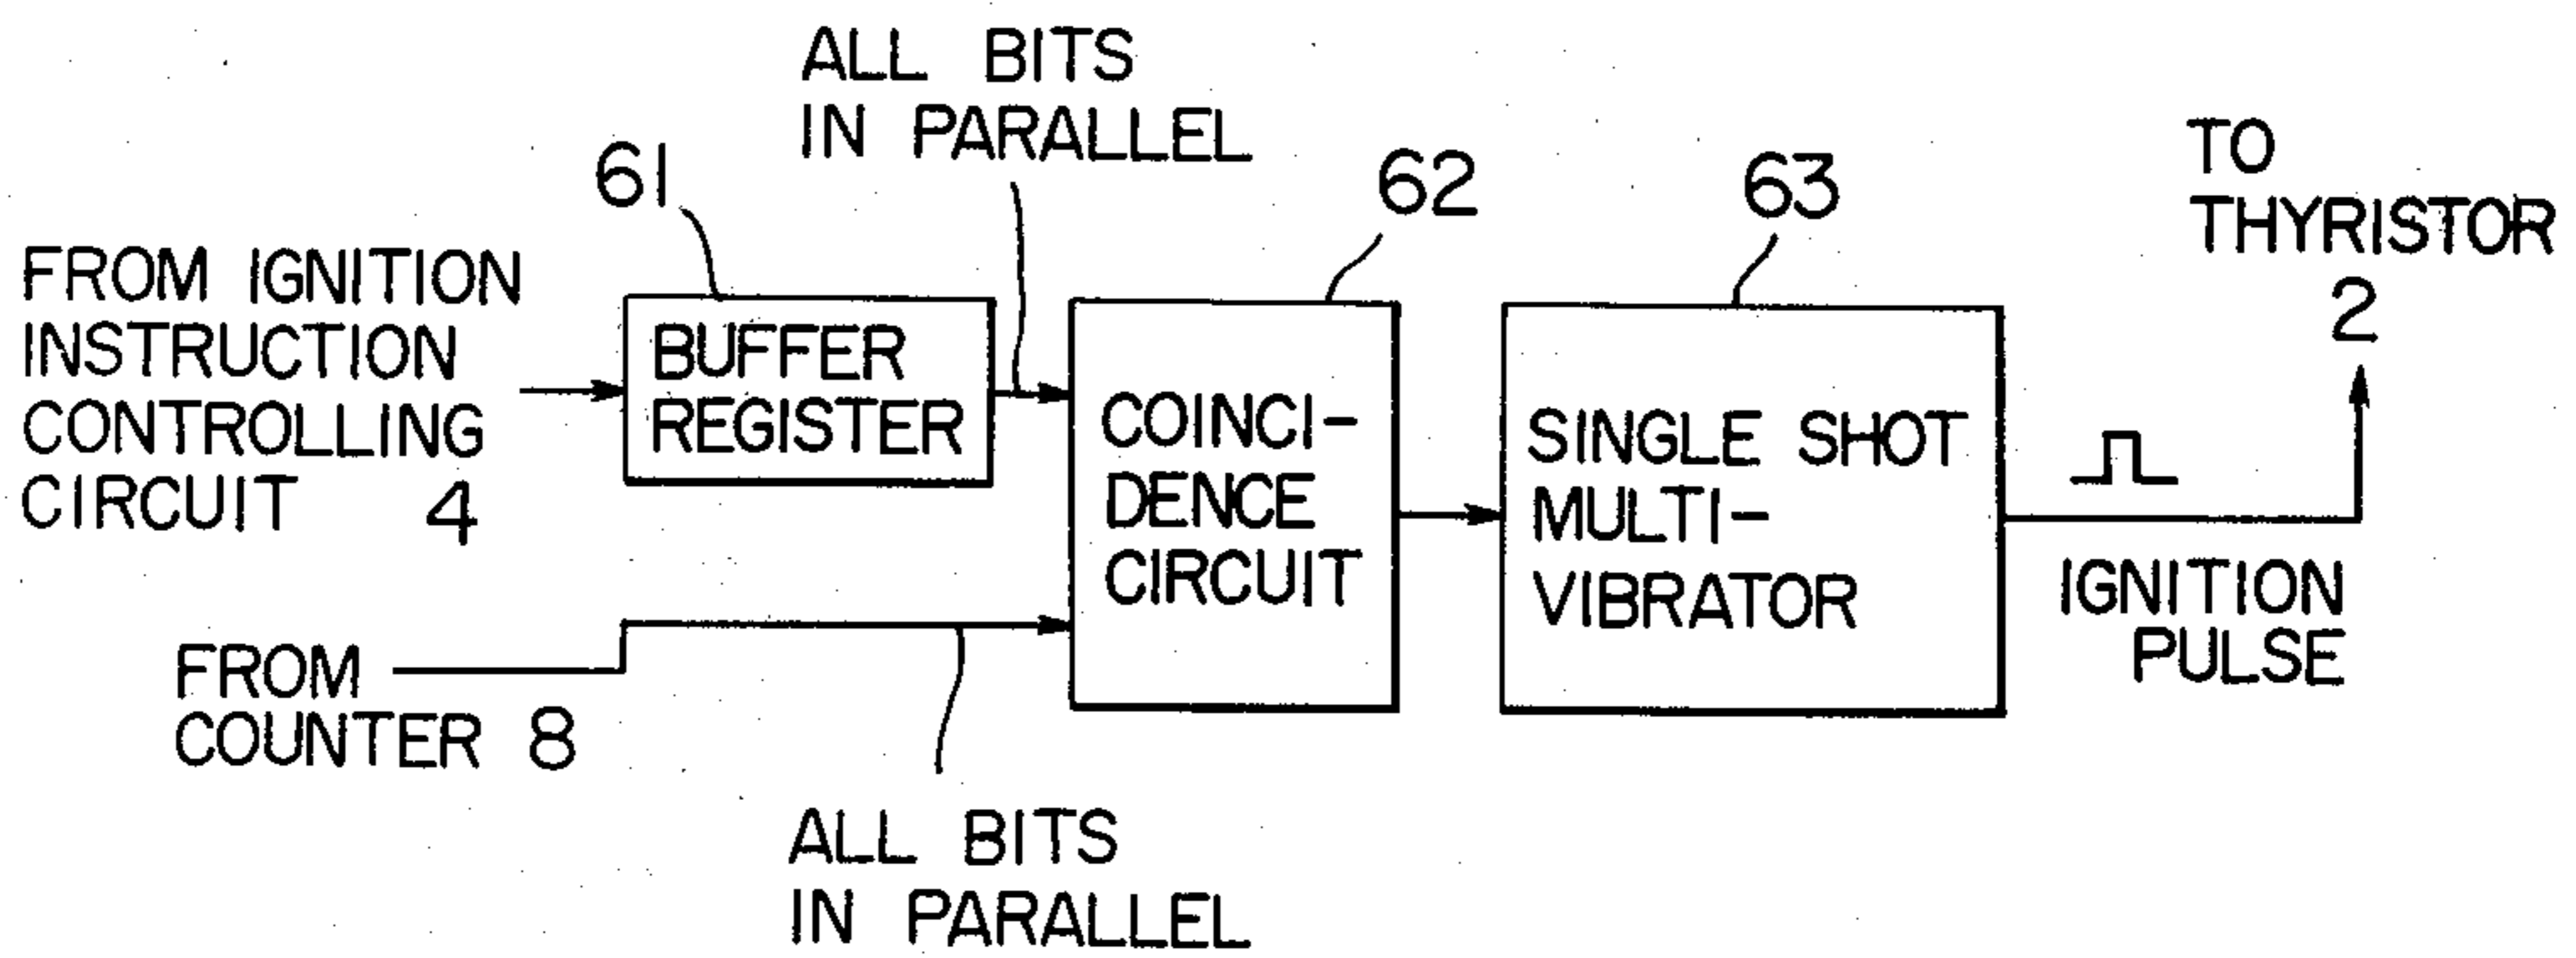 ALL BITS
IN PARALLEL
61
62
63
TO
THYRISTOR
2
FROM IGNITION
INSTRUCTION
CONTROLLING
CIRCUIT 4
BUFFER
REGISTER
COINCI-
DENCE
CIRCUIT
SINGLE SHOT
MULTI-
VIBRATOR
IGNITION
PULSE
FROM
COUNTER 8
ALL BITS
IN PARALLEL